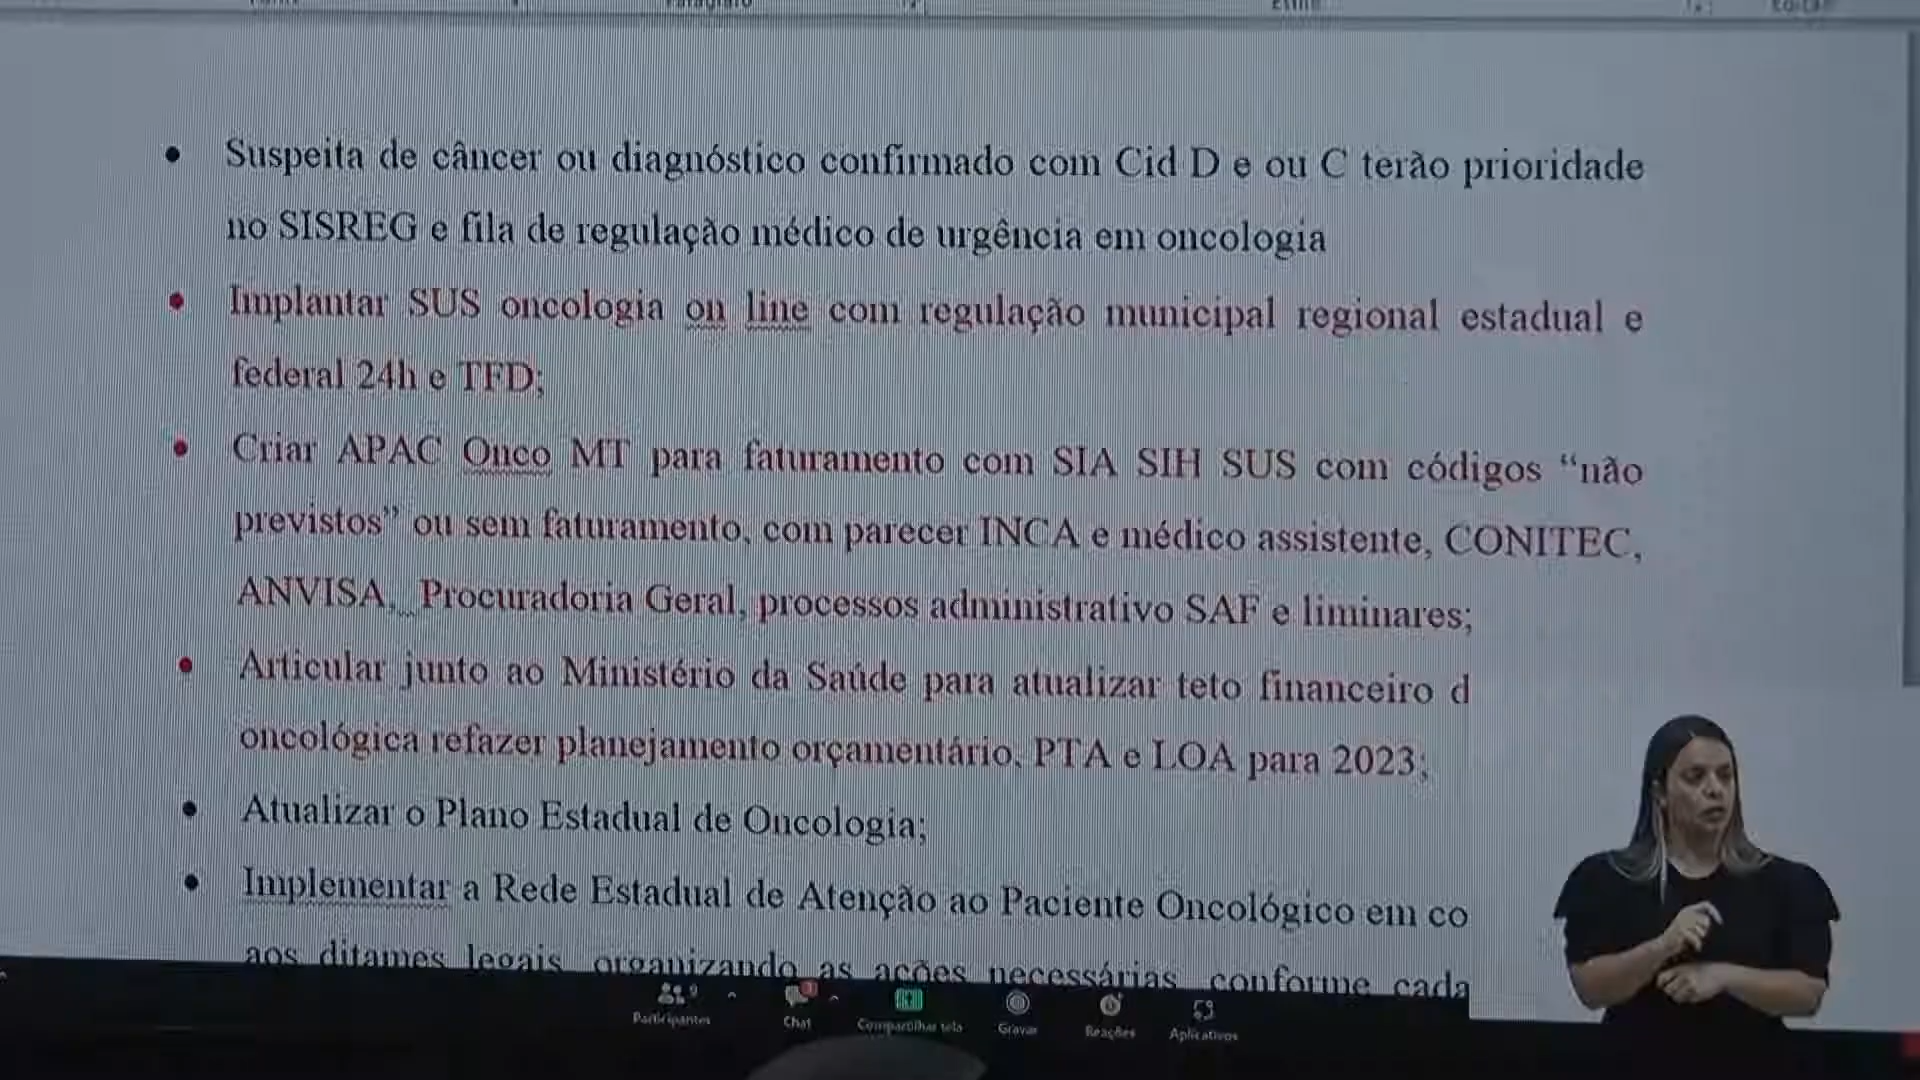 Suspeita de câncer ou diagnóstico confirmado com Cid D e ou C terão prioridade
no SISREG e fila de regulação médico de urgência em oncologia
Implantar SUS oncologia on line com regulação municipal regional estadual e
federal 24h e TFD;
Criar APAC Onco MT para faturamento com SIA SIH SUS com códigos “não
previstos” ou sem faturamento, com parecer INCA e médico assistente, CONITEC,
ANVISA, Procuradoria Geral, processos administrativo SAF e liminares;
Articular junto ao Ministério da Saúde para atualizar teto financeiro d
oncológica refazer planejamento orçamentário, PTA e LOA para 2023;
Atualizar o Plano Estadual de Oncologia;
Implementar a Rede Estadual de Atenção ao Paciente Oncológico em co
aos ditames legais organizando as ações necessárias conforme cada
Participantes Chat Compartilhar tela Gravar Reações Aplicativos